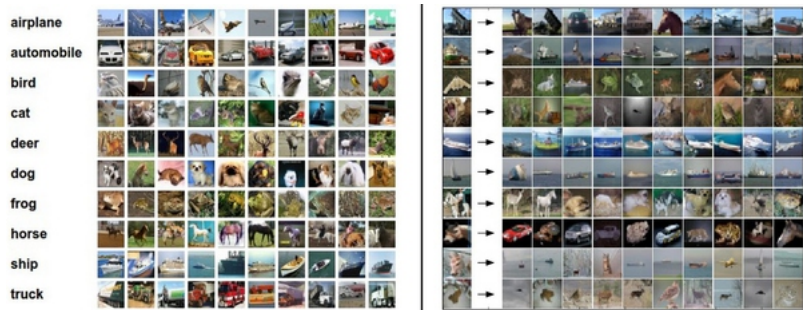 airplane
automobile
bird
cat
deer
dog
frog
horse
ship
truck